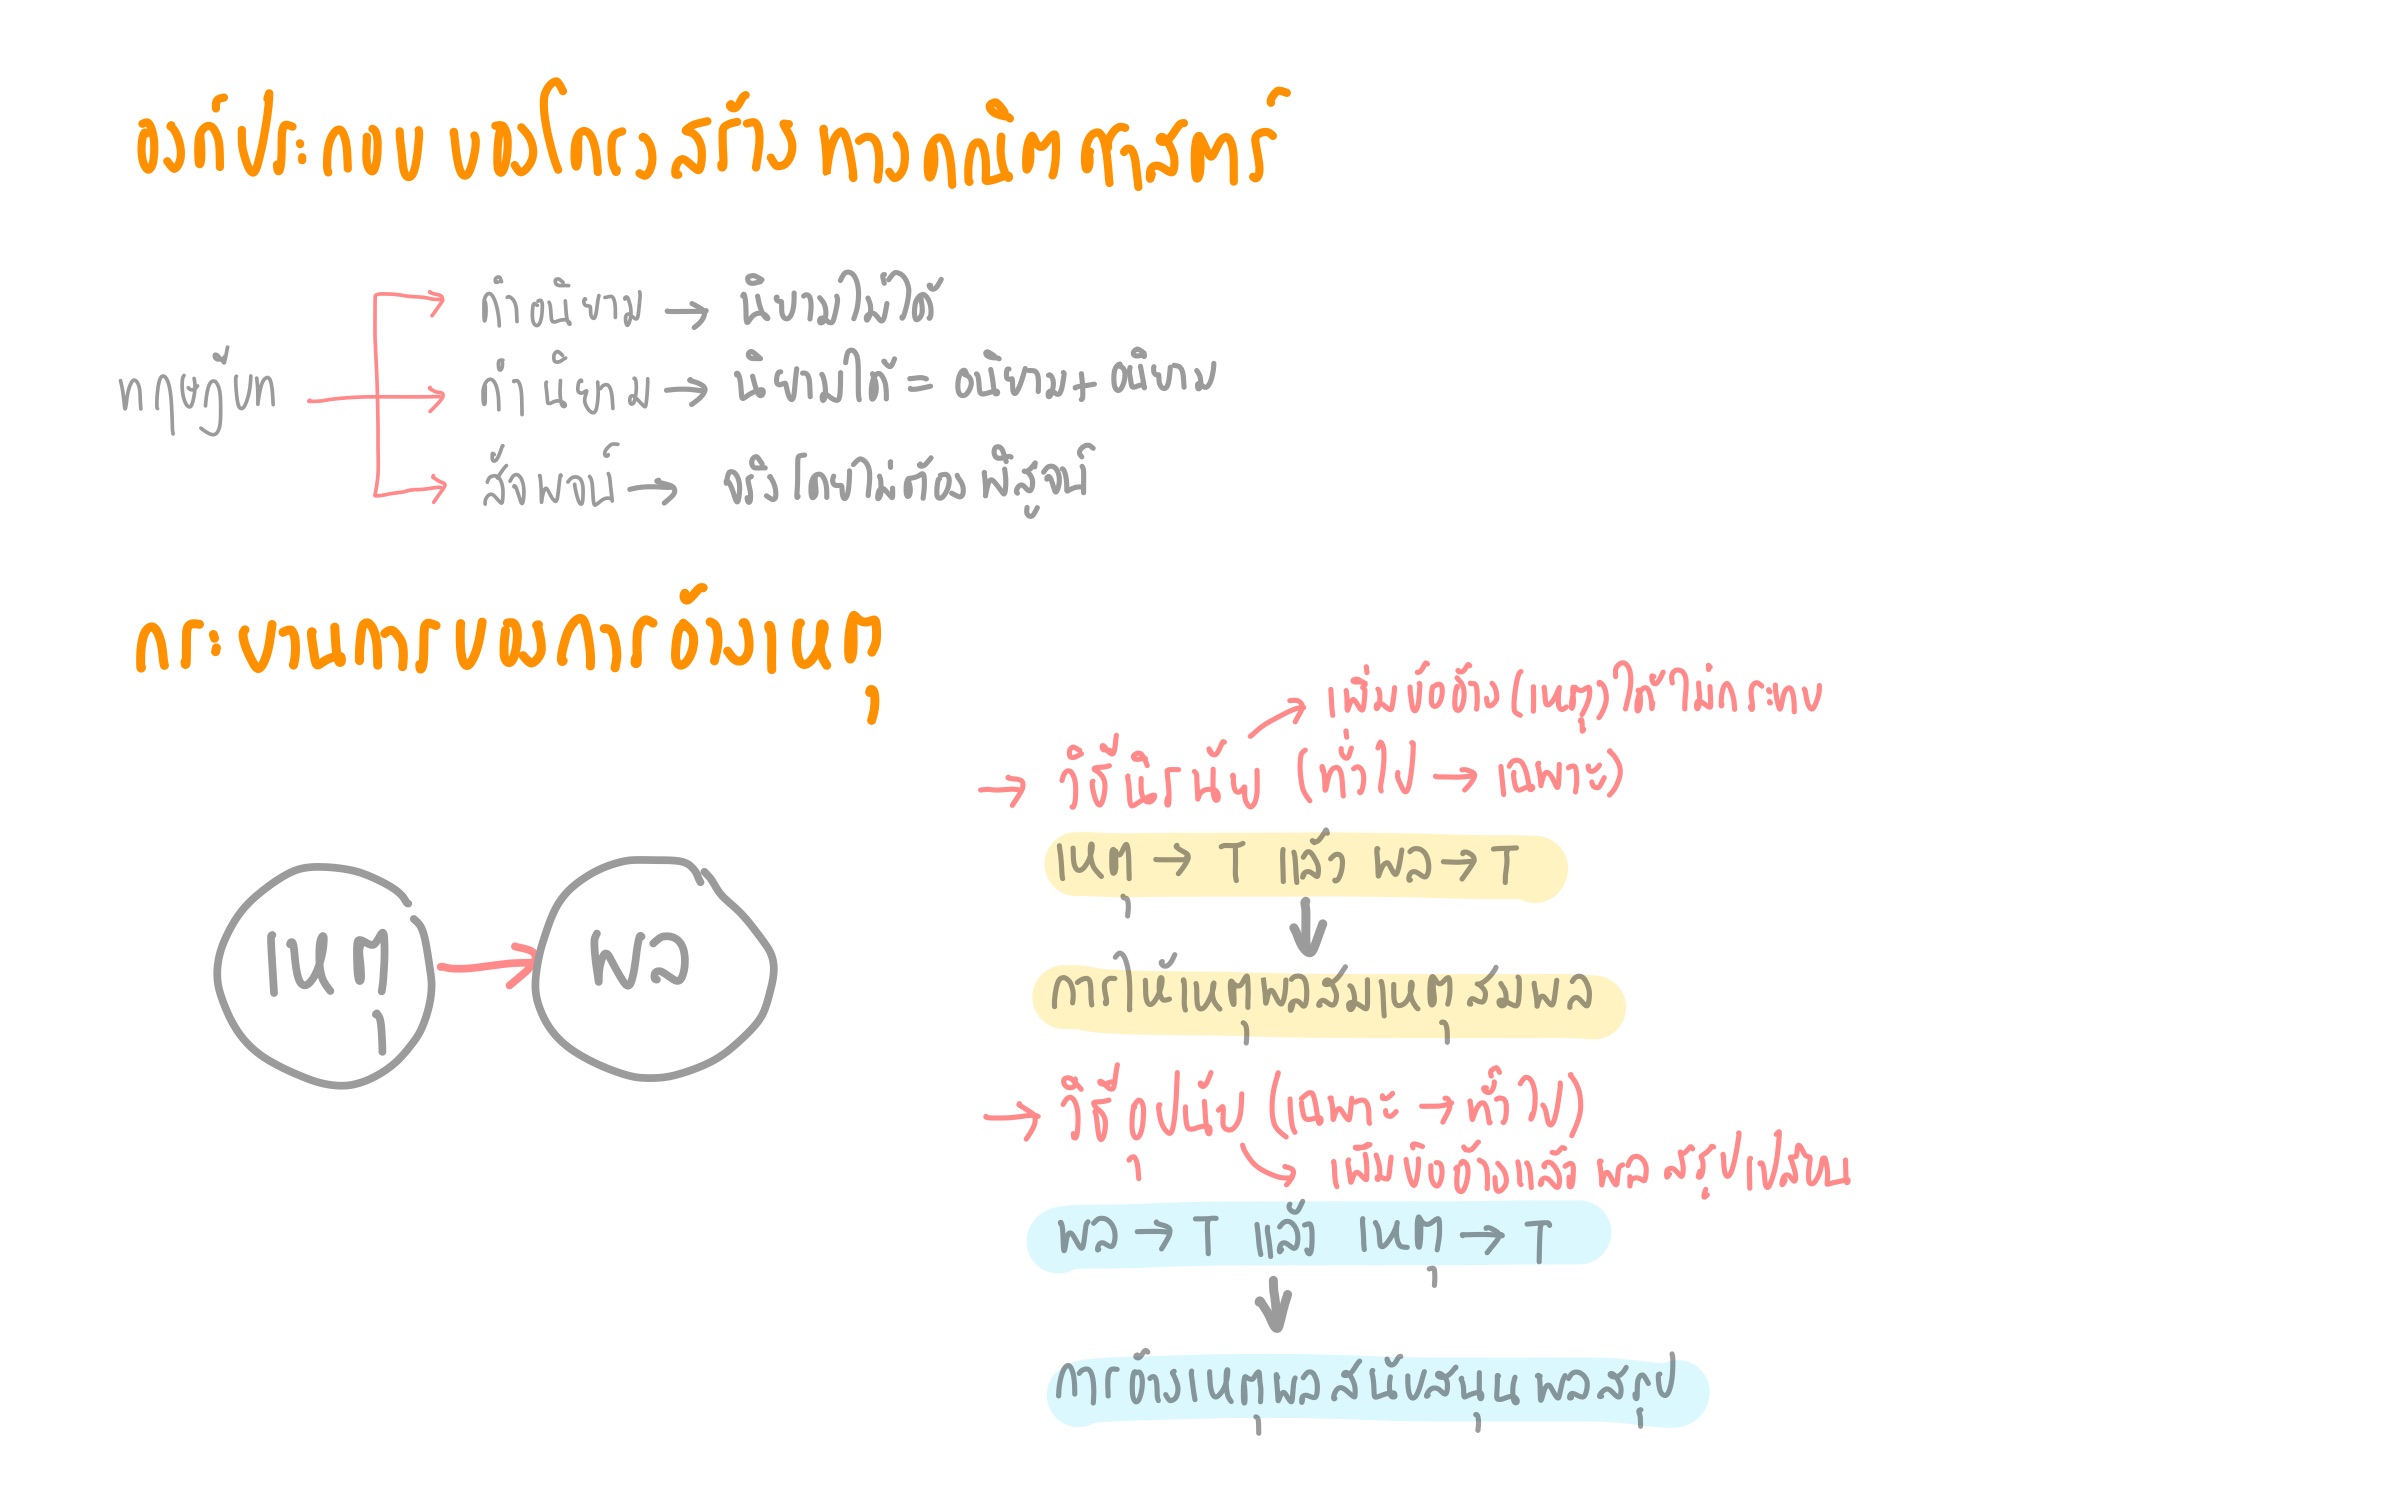 องค์ประกอบ ของโครงสร้างทางคณิตศาสตร์
คำอนิยาม → นิยามไม่ได้
ทฤษฎีบท → คำนิยาม → นิยามได้ = อนิยาม + อนิยาม
สัจพจน์ → จริงโดยไม่ต้องพิสูจน์
กระบวนการของการอ้างเหตุ
เพิ่มข้ออ้าง (เหตุ) ให้ไม่กระทบ
→ วิธีนิรนัย (ทั่วไป → เฉพาะ)
เหตุ → T แล้ว ผล → T
การให้เหตุผลสมเหตุสมผล
เหตุ → ผล
→ วิธีอุปนัย (เฉพาะ → ทั่วไป)
เพิ่มข้ออ้างแล้ว ผลสรุปเปลี่ยน
ผล → T แล้ว เหตุ → T
การอ้างเหตุผลสนับสนุนผลสรุป